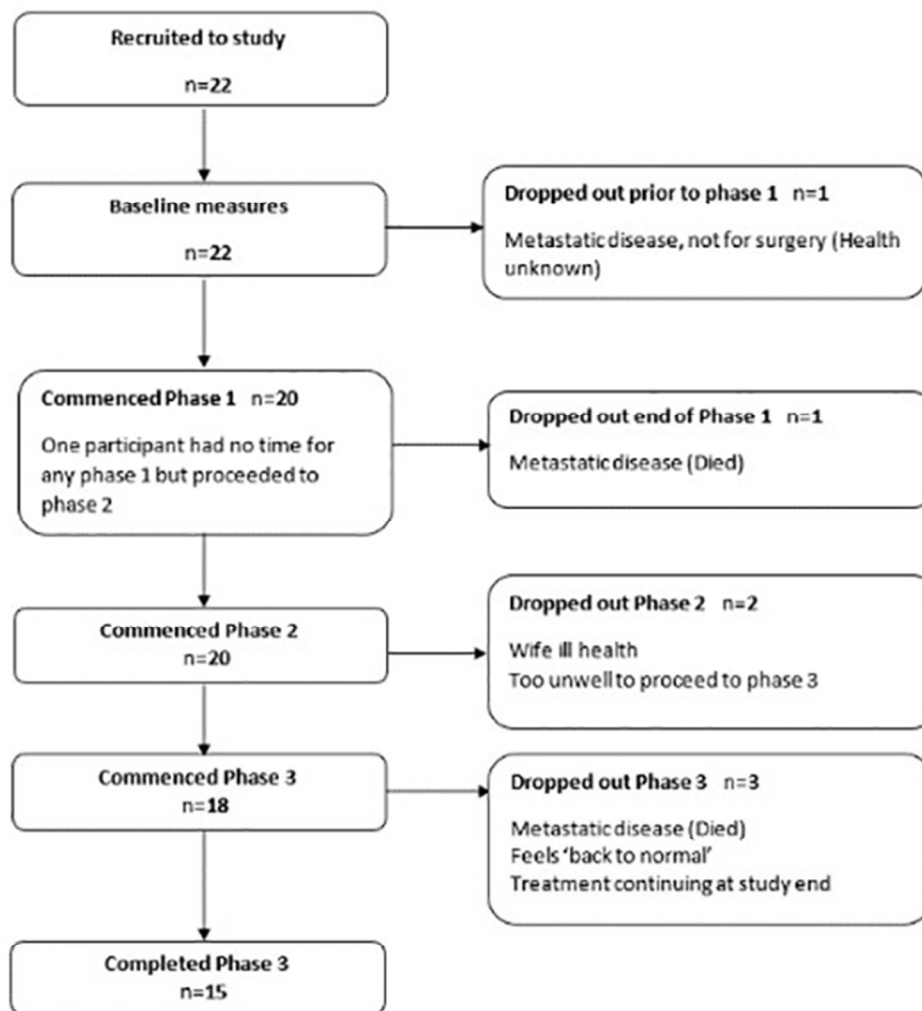 Recruited to study
n=22
Baseline measures
n=22
Dropped out prior to phase 1 n=1
Metastatic disease, not for surgery (Health
unknown)
Commenced Phase 1 n=20
One participant had no time for
any phase 1 but proceeded to
phase 2
Dropped out end of Phase 1 n=1
Metastatic disease (Died)
Commenced Phase 2
n=20
Dropped out Phase 2 n=2
Wife ill health
Too unwell to proceed to phase 3
Commenced Phase 3
n=18
Dropped out Phase 3 n=3
Metastatic disease (Died)
Feels ‘back to normal’
Treatment continuing at study end
Completed Phase 3
n=15